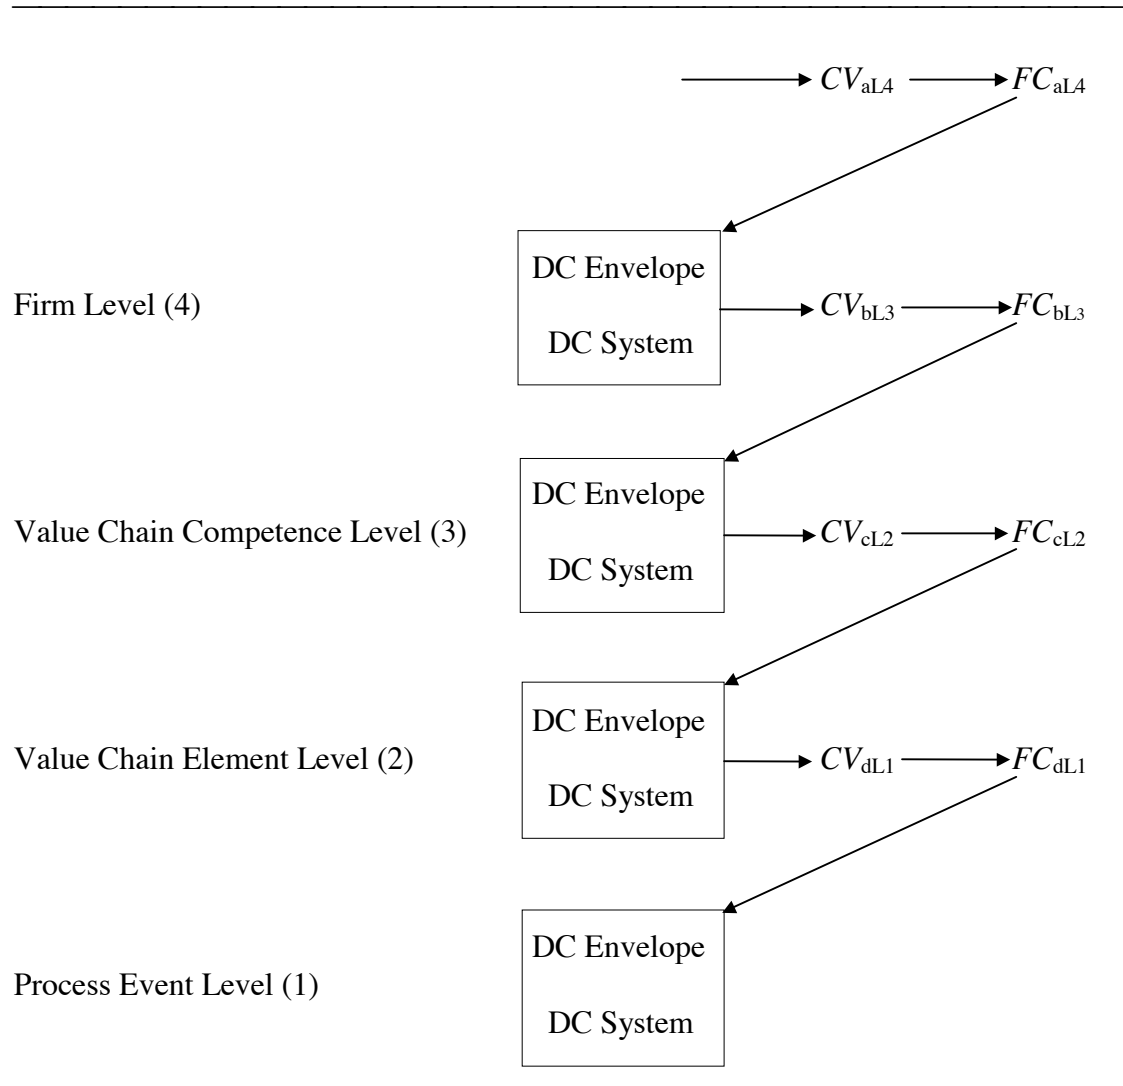 CVaL4 FCaL4
DC Envelope
Firm Level (4) CVbL3 FCbL3
DC System
DC Envelope
Value Chain Competence Level (3) CVcL2 FCcL2
DC System
DC Envelope
Value Chain Element Level (2) CVdL1 FCdL1
DC System
DC Envelope
Process Event Level (1)
DC System